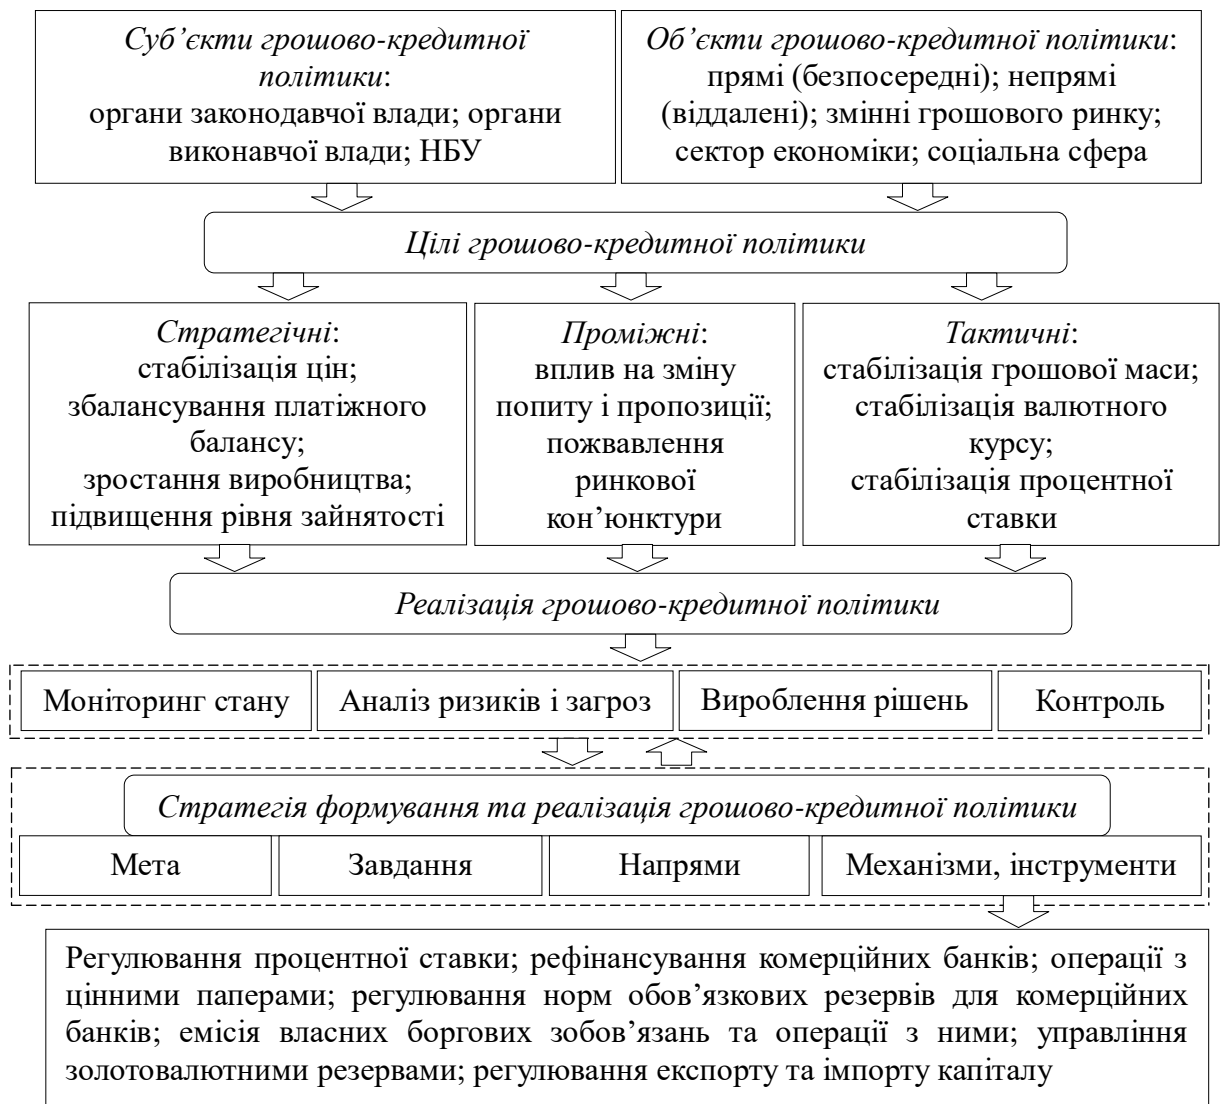 Суб’єкти грошово-кредитної
політики:
органи законодавчої влади; органи
виконавчої влади; НБУ
Об’єкти грошово-кредитної політики:
прямі (безпосередні); непрямі
(віддалені); змінні грошового ринку;
сектор економіки; соціальна сфера
Цілі грошово-кредитної політики
Стратегічні:
стабілізація цін;
збалансування платіжного
балансу;
зростання виробництва;
підвищення рівня зайнятості
Проміжні:
вплив на зміну
попиту і пропозиції;
пожвавлення
ринкової
кон’юнктури
Тактичні:
стабілізація грошової маси;
стабілізація валютного
курсу;
стабілізація процентної
ставки
Реалізація грошово-кредитної політики
Моніторинг стану
Аналіз ризиків і загроз
Вироблення рішень
Контроль
Стратегія формування та реалізація грошово-кредитної політики
Мета
Завдання
Напрями
Механізми, інструменти
Регулювання процентної ставки; рефінансування комерційних банків; операції з
цінними паперами; регулювання норм обов’язкових резервів для комерційних
банків; емісія власних боргових зобов’язань та операції з ними; управління
золотовалютними резервами; регулювання експорту та імпорту капіталу